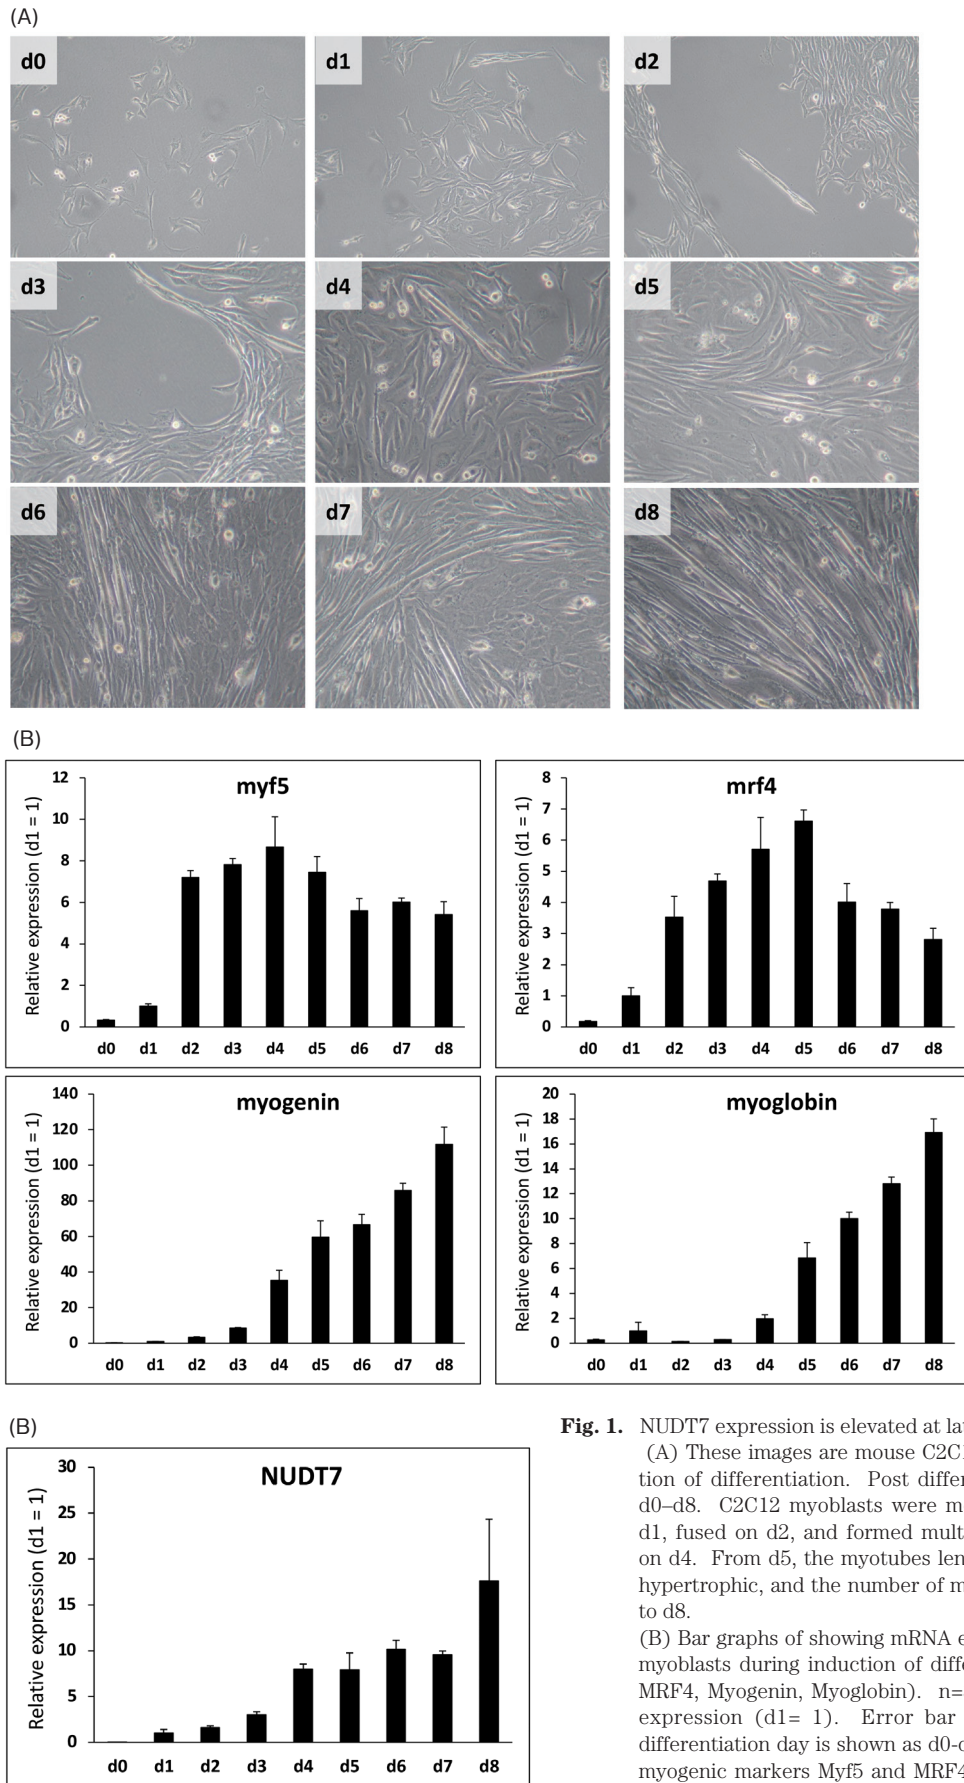 (A)
d0
d1
d2
d3
d4
d5
d6
d7
d8
(B)
myf5
Relative expression (d1 = 1)
12
10
8
6
4
2
0
d0 d1 d2 d3 d4 d5 d6 d7 d8
mrf4
Relative expression (d1 = 1)
8
7
6
5
4
3
2
1
0
d0 d1 d2 d3 d4 d5 d6 d7 d8
myogenin
Relative expression (d1 = 1)
140
120
100
80
60
40
20
0
d0 d1 d2 d3 d4 d5 d6 d7 d8
myoglobin
Relative expression (d1 = 1)
20
18
16
14
12
10
8
6
4
2
0
d0 d1 d2 d3 d4 d5 d6 d7 d8
(B)
NUDT7
Relative expression (d1 = 1)
30
25
20
15
10
5
0
d0 d1 d2 d3 d4 d5 d6 d7 d8
Fig. 1. NUDT7 expression is elevated at
(A) These images are mouse
tion of differentiation. Post
d0–d8. C2C12 myoblasts were
d1, fused on d2, and formed
on d4. From d5, the myotubes
hypertrophic, and the number of
to d8.
(B) Bar graphs of showing mRNA
myoblasts during induction of
MRF4, Myogenin, Myoglobin).
expression (d1= 1). Error bar
differentiation day is shown as
myogenic markers Myf5 and MRF4